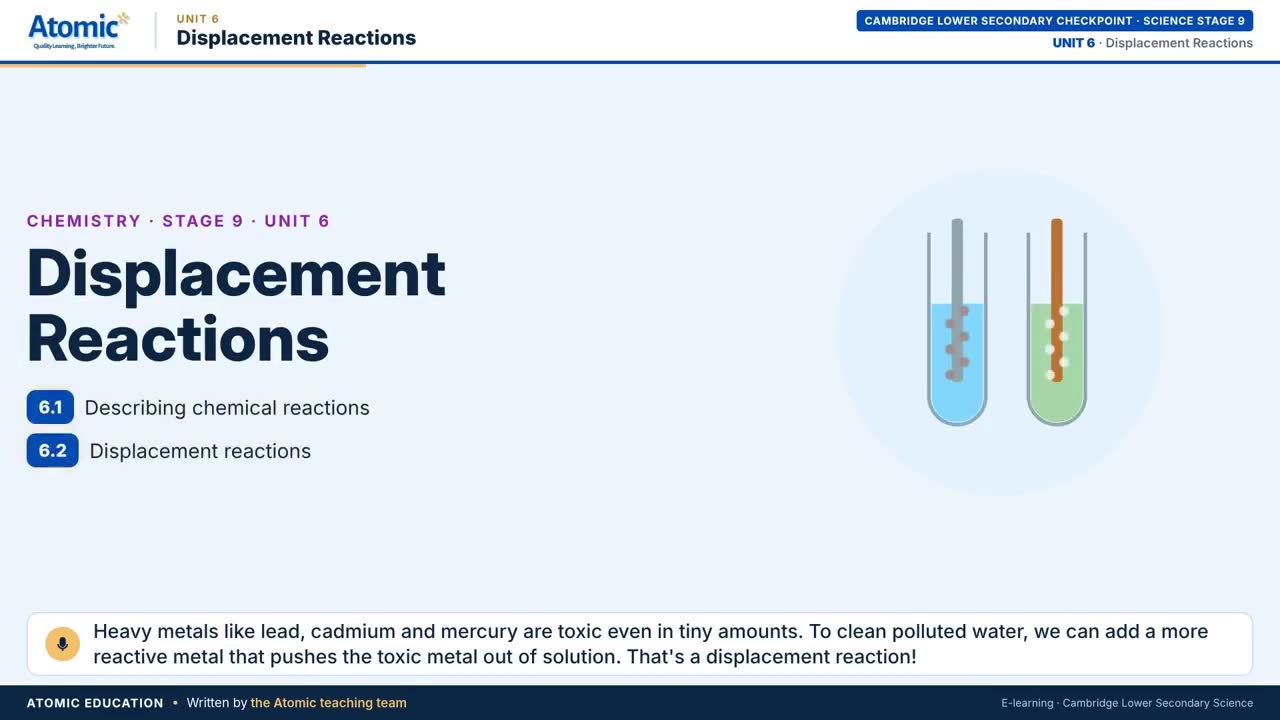 Atomic
Quality Learning, Brighter Future.
UNIT 6
Displacement Reactions
CAMBRIDGE LOWER SECONDARY CHECKPOINT · SCIENCE STAGE 9
UNIT 6 · Displacement Reactions
CHEMISTRY · STAGE 9 · UNIT 6
Displacement
Reactions
6.1 Describing chemical reactions
6.2 Displacement reactions
Heavy metals like lead, cadmium and mercury are toxic even in tiny amounts. To clean polluted water, we can add a more
reactive metal that pushes the toxic metal out of solution. That's a displacement reaction!
ATOMIC EDUCATION • Written by the Atomic teaching team
E-learning · Cambridge Lower Secondary Science